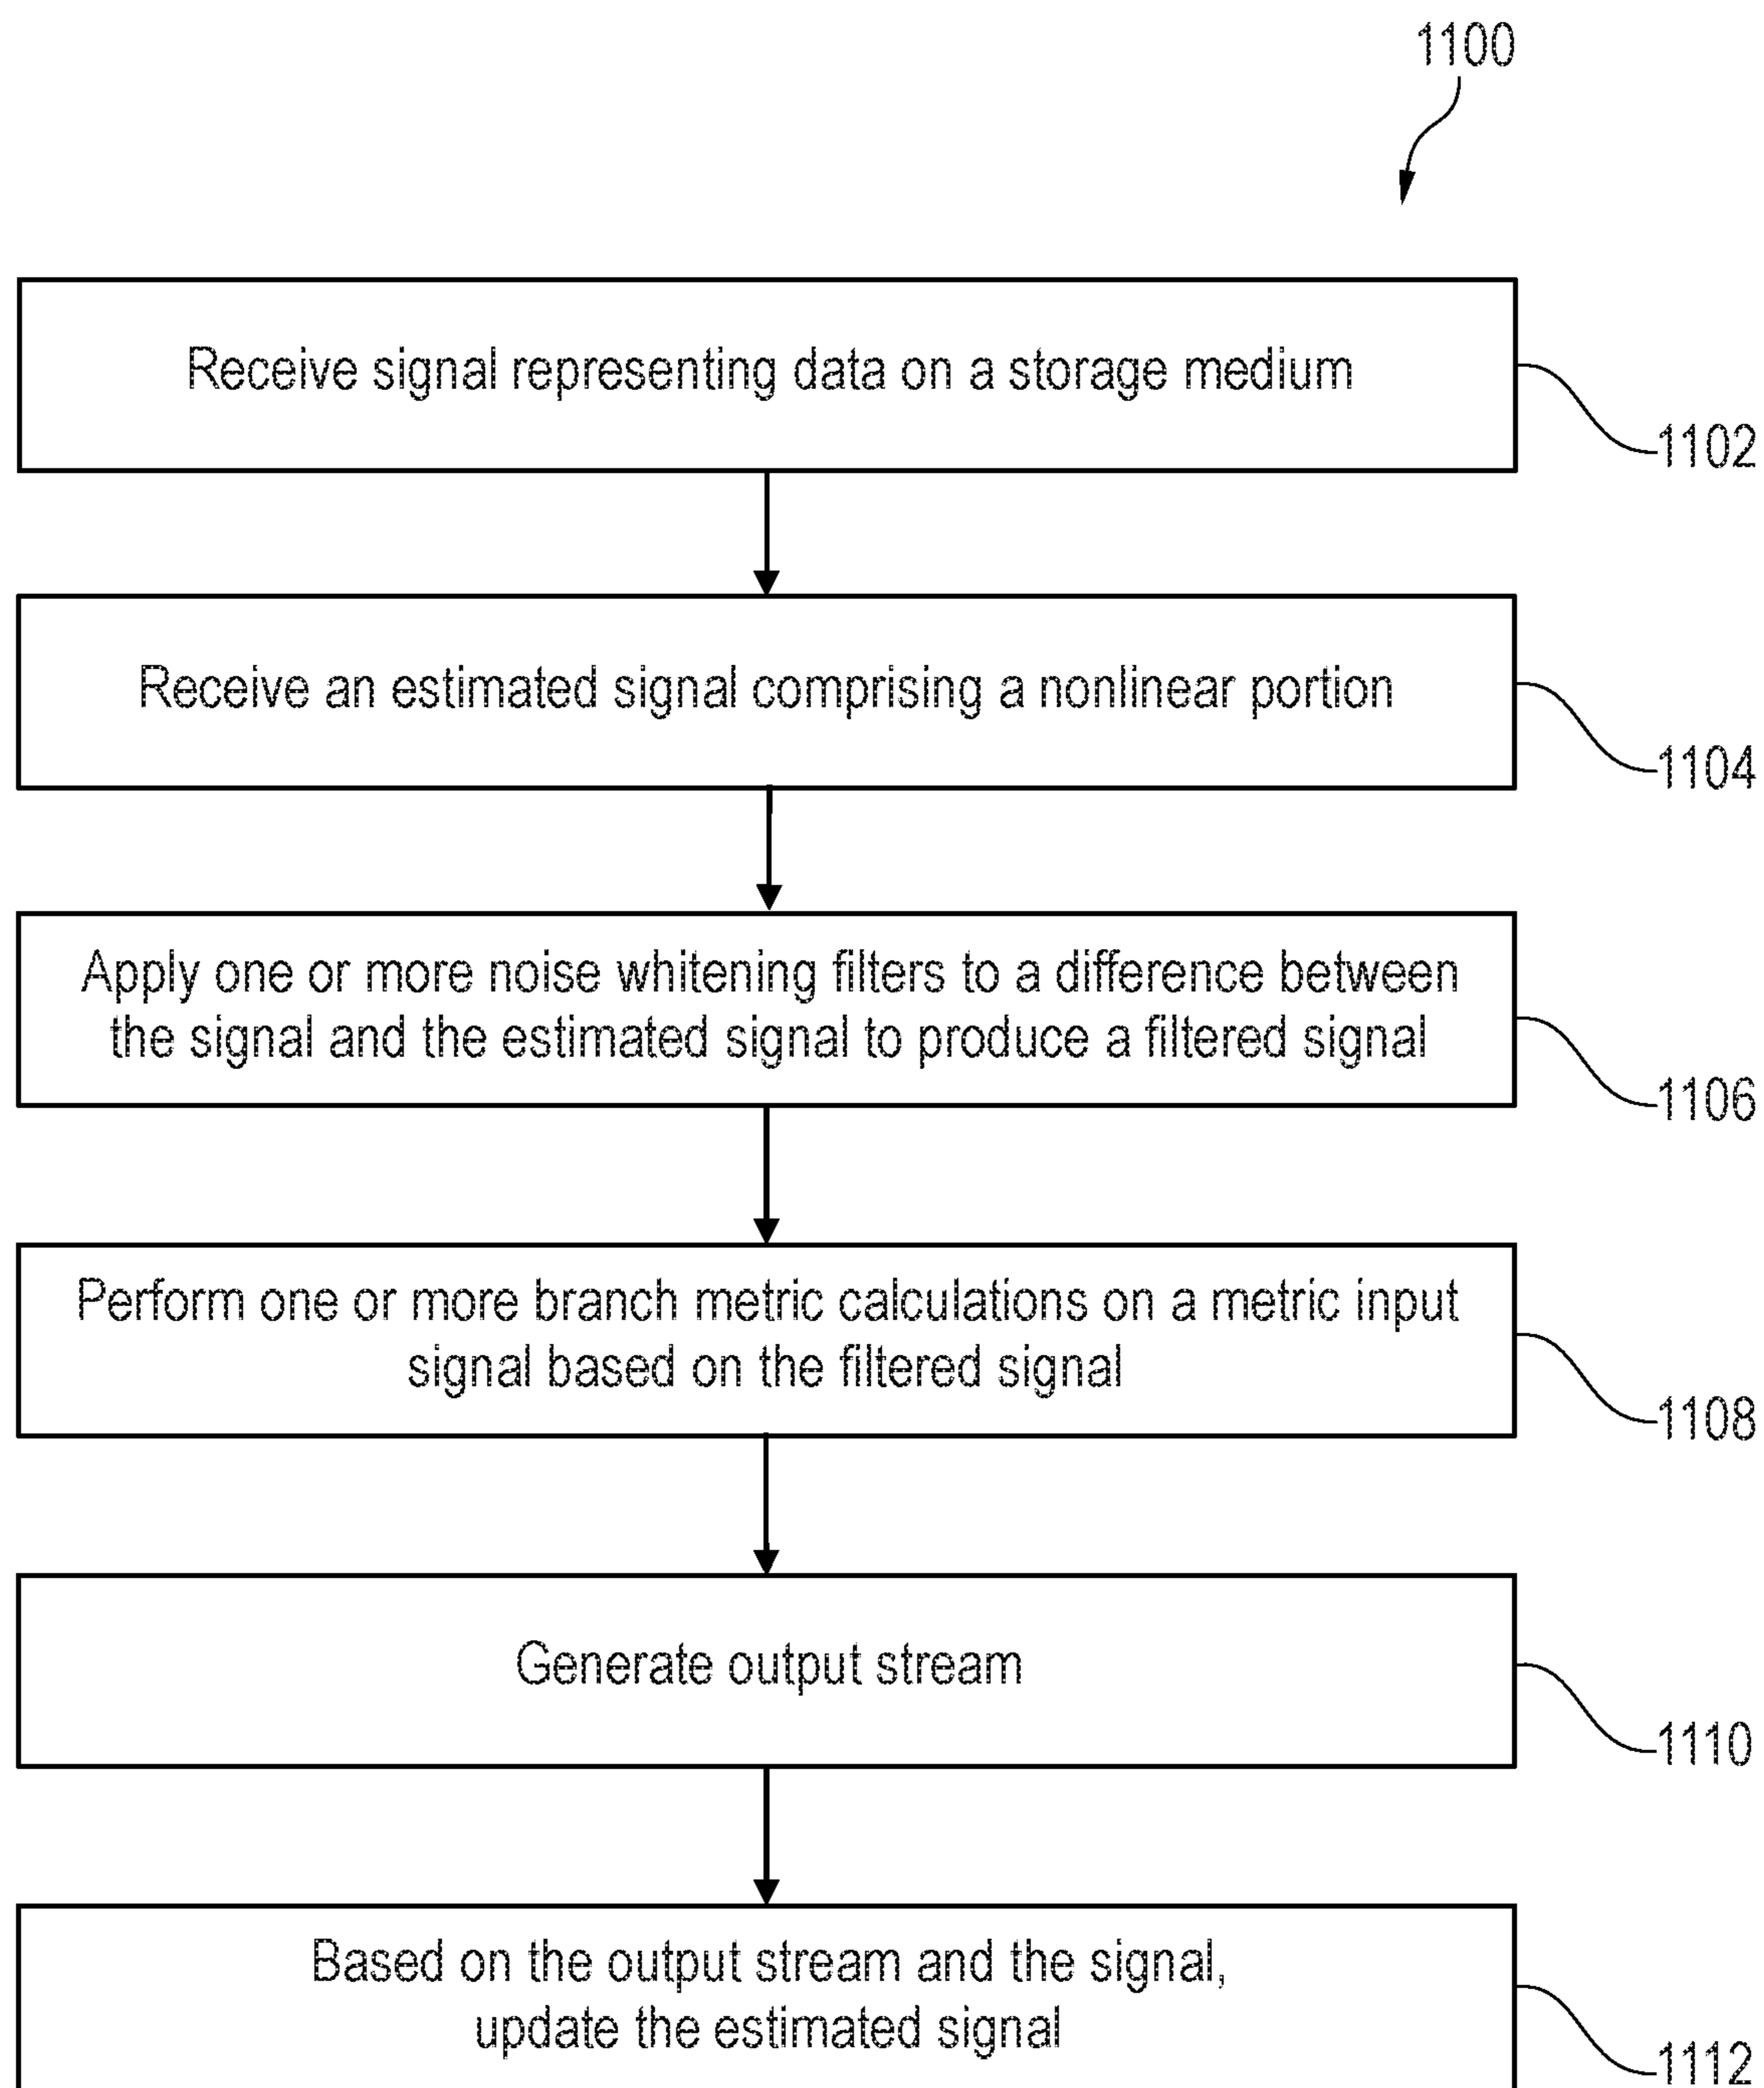 1100
Receive signal representing data on a storage medium
1102
Receive an estimated signal comprising a nonlinear portion
1104
Apply one or more noise whitening filters to a difference between
the signal and the estimated signal to produce a filtered signal
1106
Perform one or more branch metric calculations on a metric input
signal based on the filtered signal
1108
Generate output stream
1110
Based on the output stream and the signal,
update the estimated signal
1112